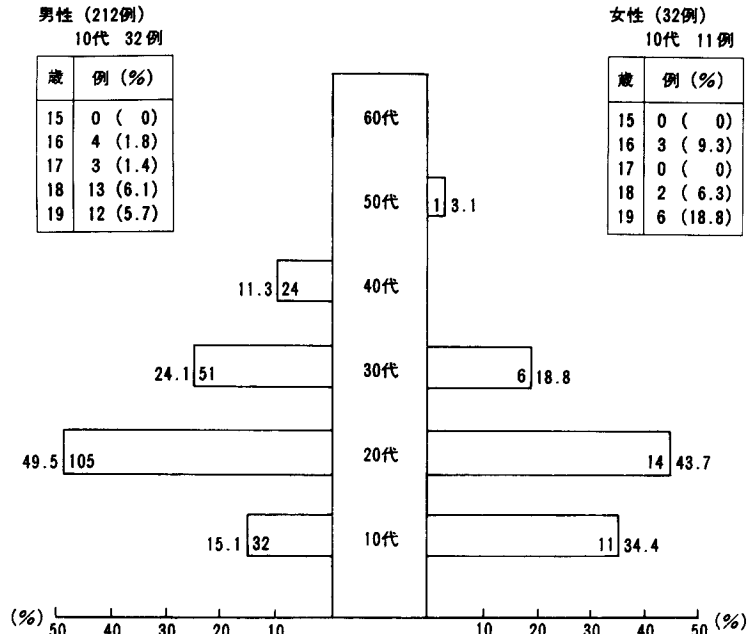 男性 (212例)
10代 32例
歳 例 (%)
15 0 ( 0)
16 4 (1.8)
17 3 (1.4)
18 13 (6.1)
19 12 (5.7)
女性 (32例)
10代 11例
歳 例 (%)
15 0 ( 0)
16 3 ( 9.3)
17 0 ( 0)
18 2 ( 6.3)
19 6 (18.8)
60代
50代 1 3.1
11.3 24 40代
24.1 51 30代 6 18.8
49.5 105 20代 14 43.7
15.1 32 10代 11 34.4
(%) 50 40 30 20 10 10 20 30 40 50 (%)